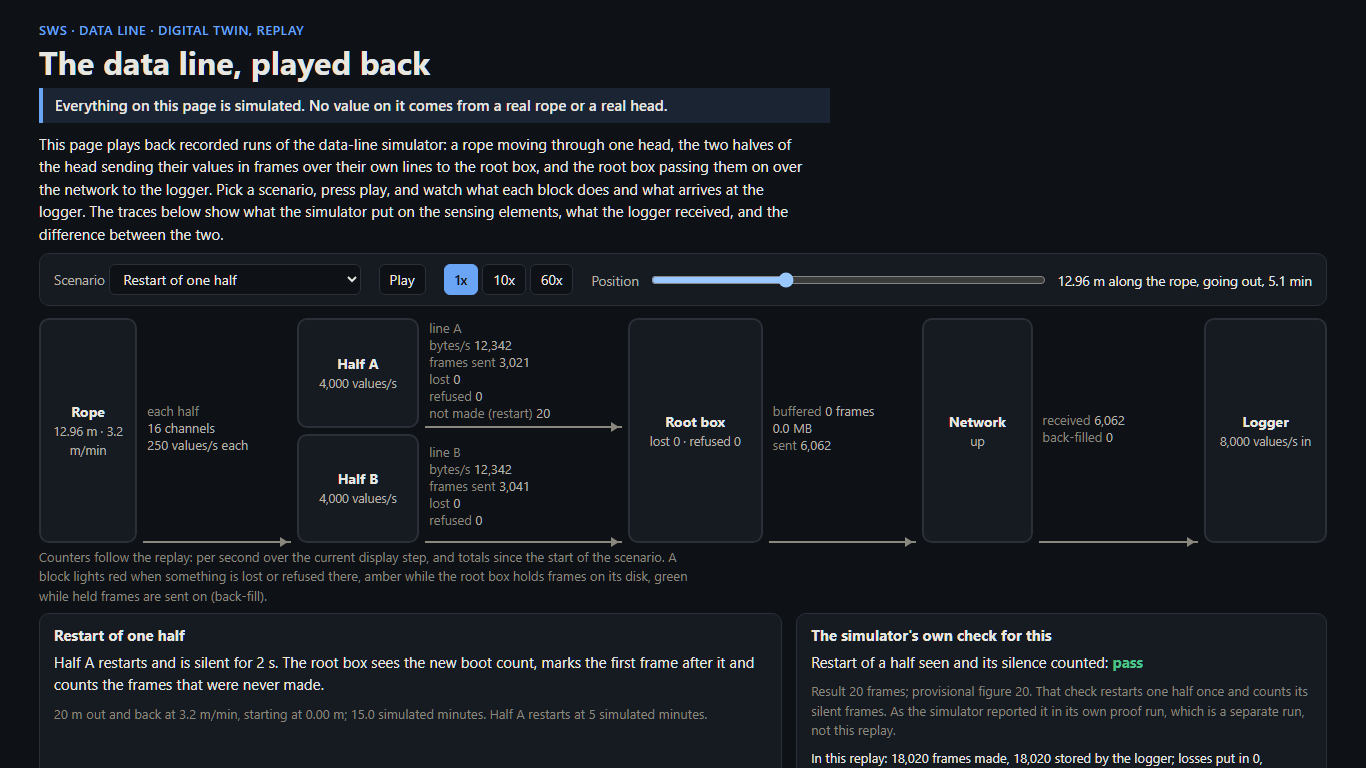 SWS · DATA LINE · DIGITAL TWIN, REPLAY
The data line, played back
Everything on this page is simulated. No value on it comes from a real rope or a real head.
This page plays back recorded runs of the data-line simulator: a rope moving through one head, the two halves of
the head sending their values in frames over their own lines to the root box, and the root box passing them on over
the network to the logger. Pick a scenario, press play, and watch what each block does and what arrives at the
logger. The traces below show what the simulator put on the sensing elements, what the logger received, and the
difference between the two.
Scenario Restart of one half Play 1x 10x 60x Position 12.96 m along the rope, going out, 5.1 min
Rope
12.96 m · 3.2
m/min
each half
16 channels
250 values/s each
Half A
4,000 values/s
Half B
4,000 values/s
line A
bytes/s 12,342
frames sent 3,021
lost 0
refused 0
not made (restart) 20
line B
bytes/s 12,342
frames sent 3,041
lost 0
refused 0
Root box
lost 0 · refused 0
buffered 0 frames
0.0 MB
sent 6,062
Network
up
received 6,062
back-filled 0
Logger
8,000 values/s in
Counters follow the replay: per second over the current display step, and totals since the start of the scenario. A
block lights red when something is lost or refused there, amber while the root box holds frames on its disk, green
while held frames are sent on (back-fill).
Restart of one half
Half A restarts and is silent for 2 s. The root box sees the new boot count, marks the first frame after it and
counts the frames that were never made.
20 m out and back at 3.2 m/min, starting at 0.00 m; 15.0 simulated minutes. Half A restarts at 5 simulated minutes.
The simulator's own check for this
Restart of a half seen and its silence counted: pass
Result 20 frames; provisional figure 20. That check restarts one half once and counts its
silent frames. As the simulator reported it in its own proof run, which is a separate run,
not this replay.
In this replay: 18,020 frames made, 18,020 stored by the logger; losses put in 0,